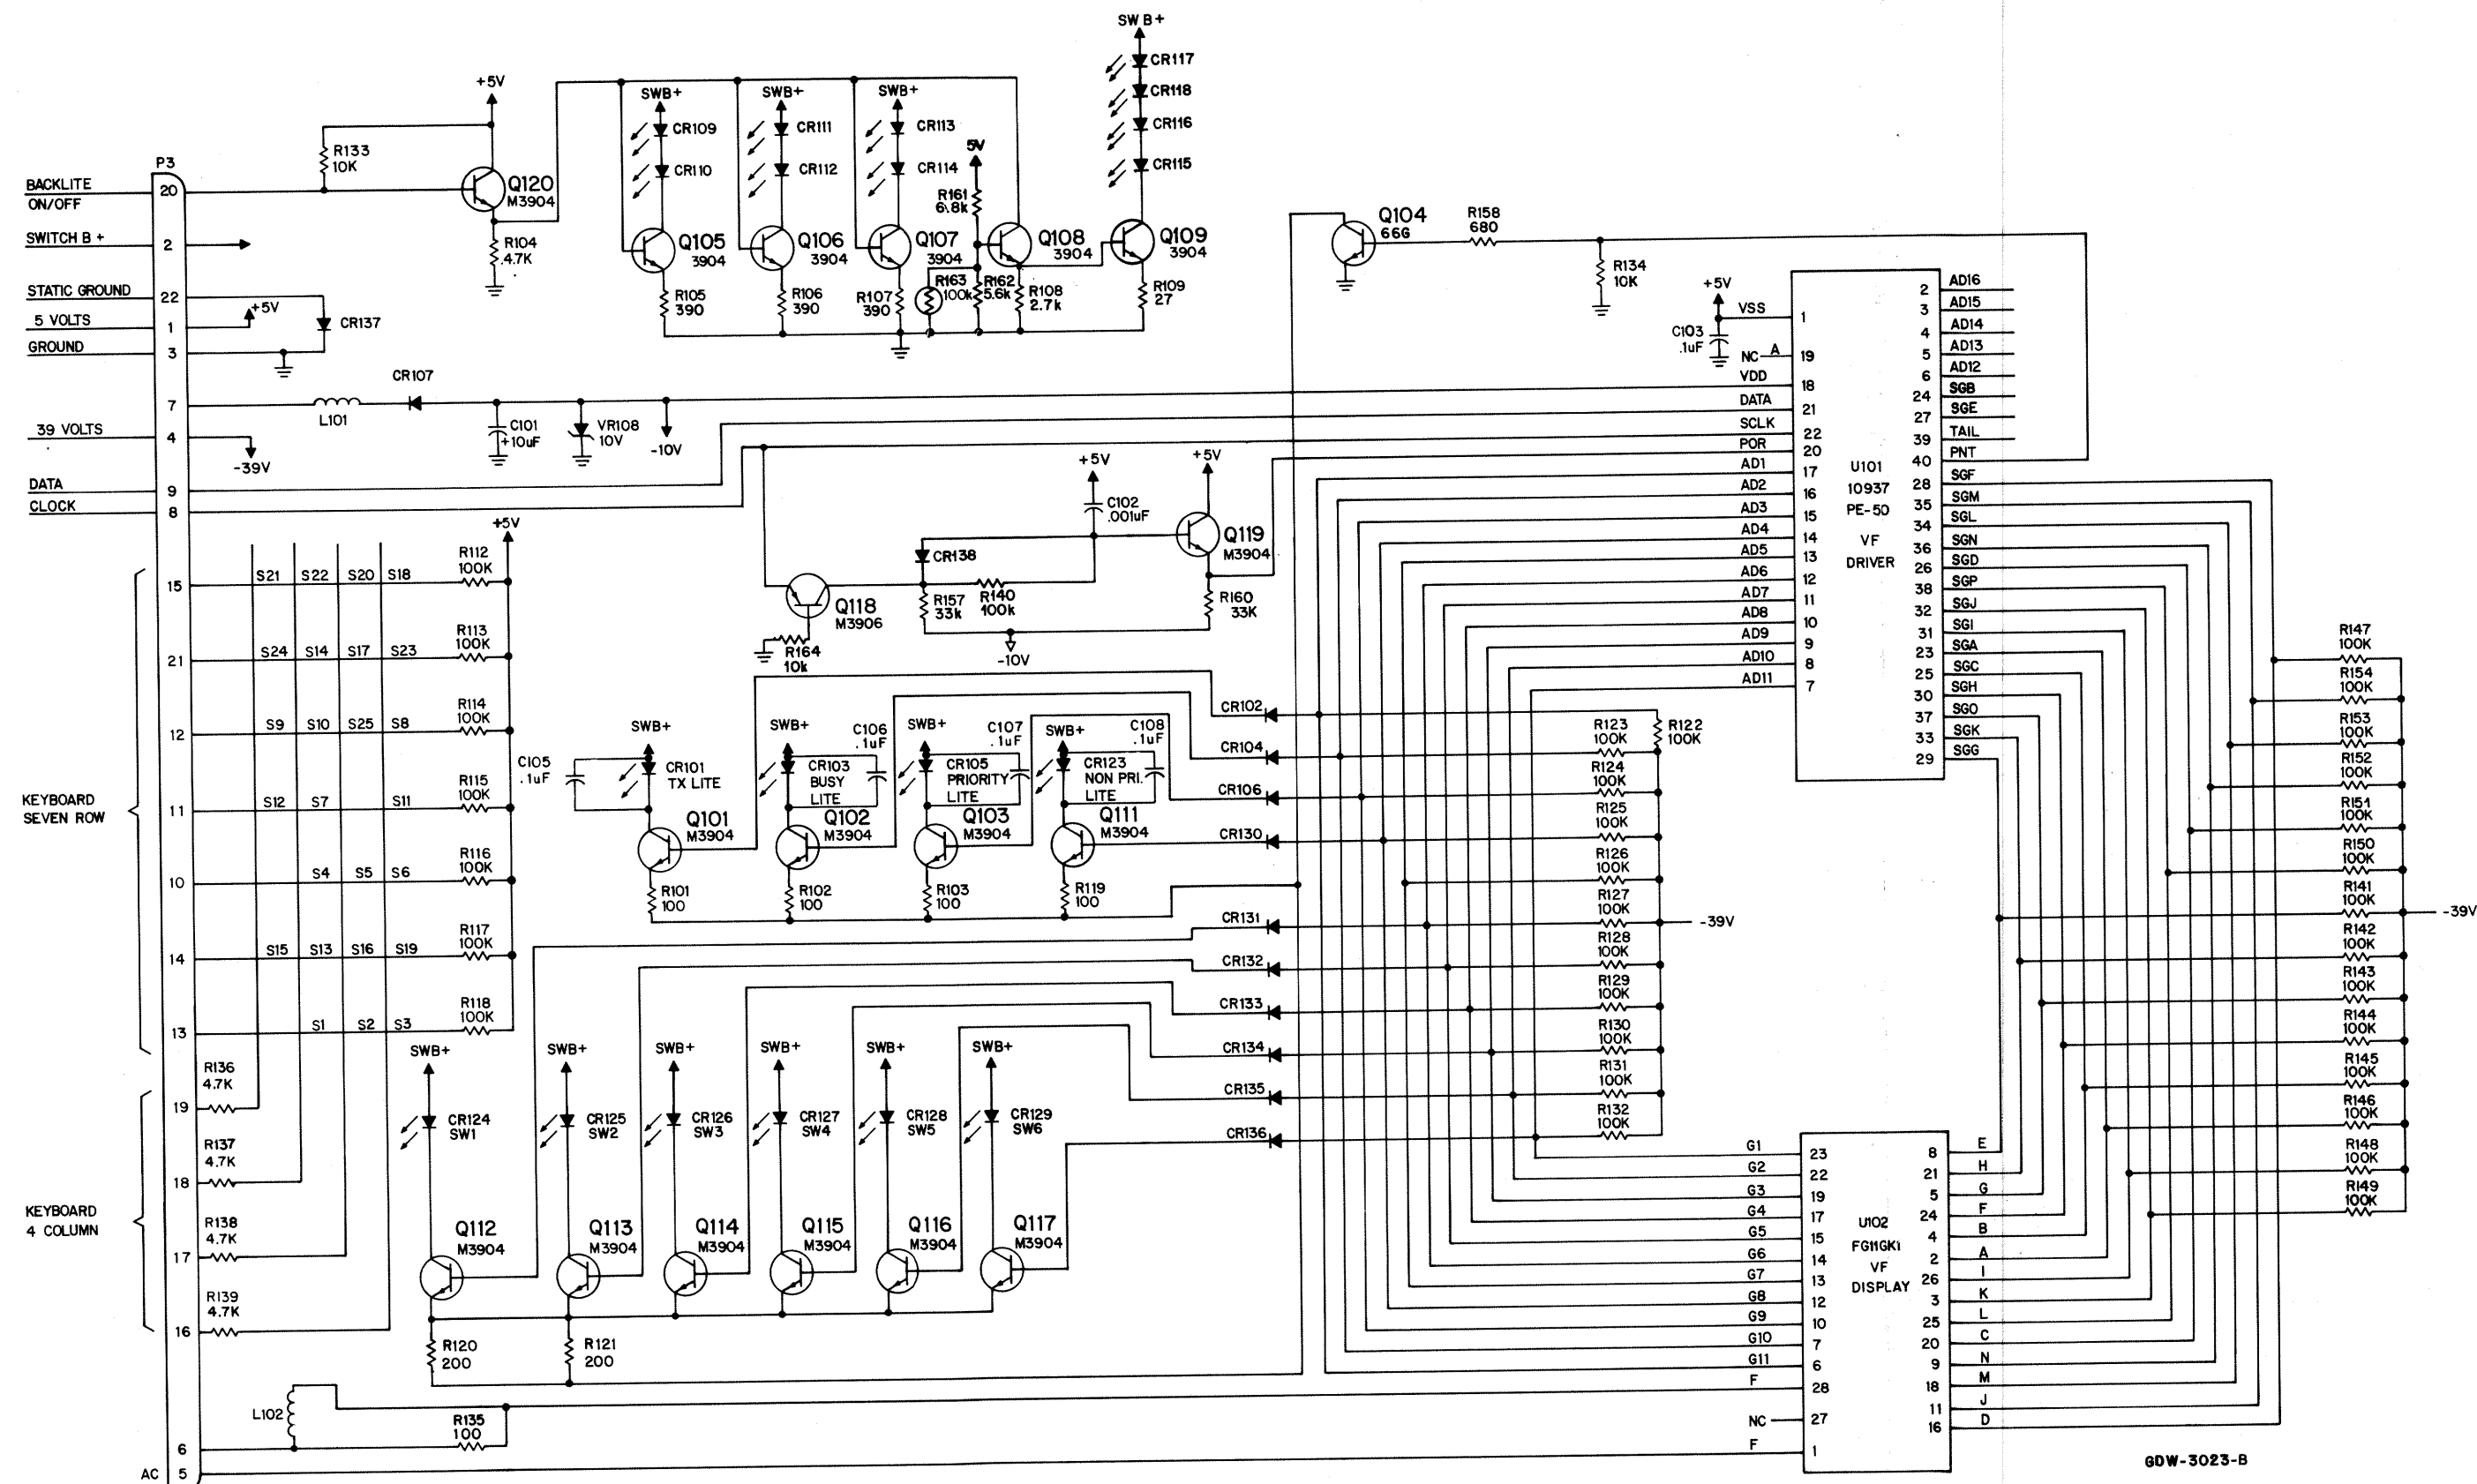 SW B+
CR117
CR118
CR116
CR115
+5V
R133
10K
Q120
M3904
R104
4.7K
SWB+
CR109
CR110
Q105
3904
R105
390
SWB+
CR111
CR112
Q106
3904
R106
390
SWB+
CR113
CR114
Q107
3904
R107
390
5V
R161
6.8k
R163
100k
R162
5.6k
Q108
3904
R108
2.7k
Q109
3904
R109
27
Q104
66G
R158
680
R134
10K
P3
BACKLITE
ON/OFF
20
SWITCH B +
2
STATIC GROUND
22
5 VOLTS
1
+5V
GROUND
3
CR137
7
L101
CR107
C101
+10uF
VR108
10V
-10V
39 VOLTS
4
-39V
DATA
9
CLOCK
8
+5V
C103
.1uF
VSS
1
NC
A
19
VDD
18
DATA
21
SCLK
22
POR
20
AD1
17
AD2
16
AD3
15
AD4
14
AD5
13
AD6
12
AD7
11
AD8
10
AD9
9
AD10
8
AD11
7
U101
10937
PE-50
VF
DRIVER
2 AD16
3 AD15
4 AD14
5 AD13
6 AD12
24 SGB
27 SGE
39 TAIL
40 PNT
28 SGF
35 SGM
34 SGL
36 SGN
26 SGD
38 SGP
32 SGJ
31 SGI
23 SGA
25 SGC
30 SGH
37 SGO
33 SGK
29 SGG
+5V
C102
.001uF
+5V
Q119
M3904
CR138
R140
100k
R157
33k
R160
33K
Q118
M3906
R164
10k
-10V
KEYBOARD
SEVEN ROW
+5V
15 S21 S22 S20 S18
R112
100K
21 S24 S14 S17 S23
R113
100K
12 S9 S10 S25 S8
R114
100K
11 S12 S7 S11
R115
100K
10 S4 S5 S6
R116
100K
14 S15 S13 S16 S19
R117
100K
13 S1 S2 S3
R118
100K
KEYBOARD
4 COLUMN
R136
4.7K
19
R137
4.7K
18
R138
4.7K
17
R139
4.7K
16
L102
R135
100
6
AC 5
C105
.1uF
SWB+
CR101
TX LITE
Q101
M3904
R101
100
SWB+
C106
.1uF
CR103
BUSY
LITE
Q102
M3904
R102
100
SWB+
C107
.1uF
CR105
PRIORITY
LITE
Q103
M3904
R103
100
SWB+
C108
.1uF
CR123
NON PRI.
LITE
Q111
M3904
R119
100
CR102
CR104
CR106
CR130
CR131
CR132
CR133
CR134
CR135
CR136
R122
100K
R123
100K
R124
100K
R125
100K
R126
100K
R127
100K
-39V
R128
100K
R129
100K
R130
100K
R131
100K
R132
100K
SWB+
CR124
SW1
Q112
M3904
R120
200
SWB+
CR125
SW2
Q113
M3904
R121
200
SWB+
CR126
SW3
Q114
M3904
SWB+
CR127
SW4
Q115
M3904
SWB+
CR128
SW5
Q116
M3904
SWB+
CR129
SW6
Q117
M3904
G1 23
G2 22
G3 19
G4 17
G5 15
G6 14
G7 13
G8 12
G9 10
G10 7
G11 6
F 28
NC 27
F 1
U102
FG11GK1
VF
DISPLAY
8 E
21 H
5 G
24 F
4 B
2 A
26 I
3 K
25 L
20 C
9 N
18 M
11 J
16 D
R147
100K
R154
100K
R153
100K
R152
100K
R151
100K
R150
100K
R141
100K
-39V
R142
100K
R143
100K
R144
100K
R145
100K
R146
100K
R148
100K
R149
100K
GDW-3023-B